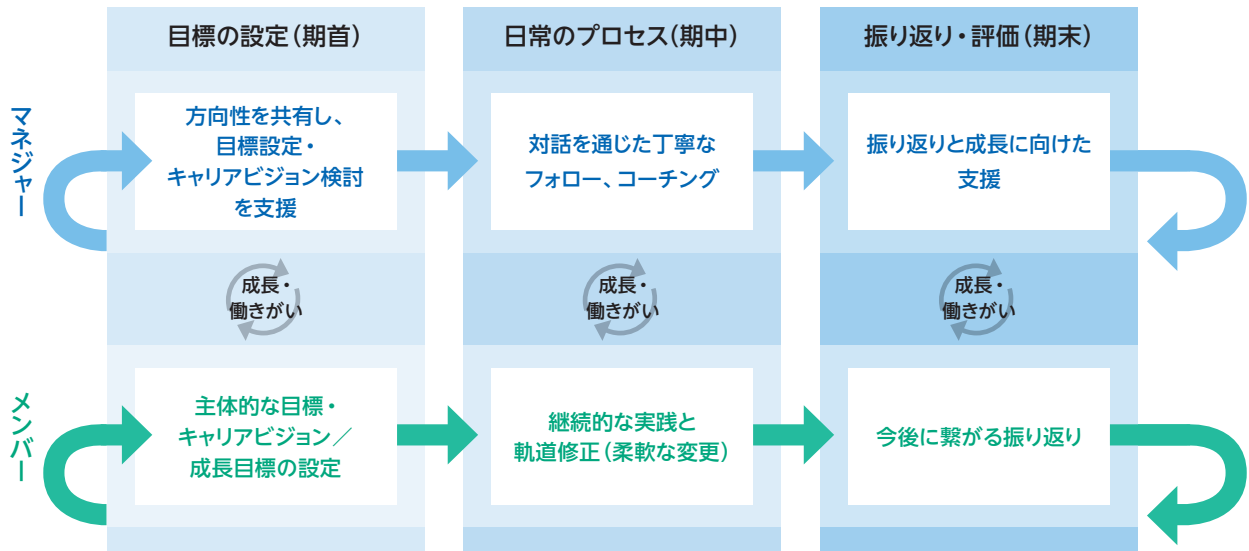 目標の設定(期首)
日常のプロセス(期中)
振り返り・評価(期末)
マネジャー
方向性を共有し、
目標設定・
キャリアビジョン検討
を支援
対話を通じた丁寧な
フォロー、コーチング
振り返りと成長に向けた
支援
成長・
働きがい
成長・
働きがい
成長・
働きがい
メンバー
主体的な目標・
キャリアビジョン/
成長目標の設定
継続的な実践と
軌道修正(柔軟な変更)
今後に繋がる振り返り